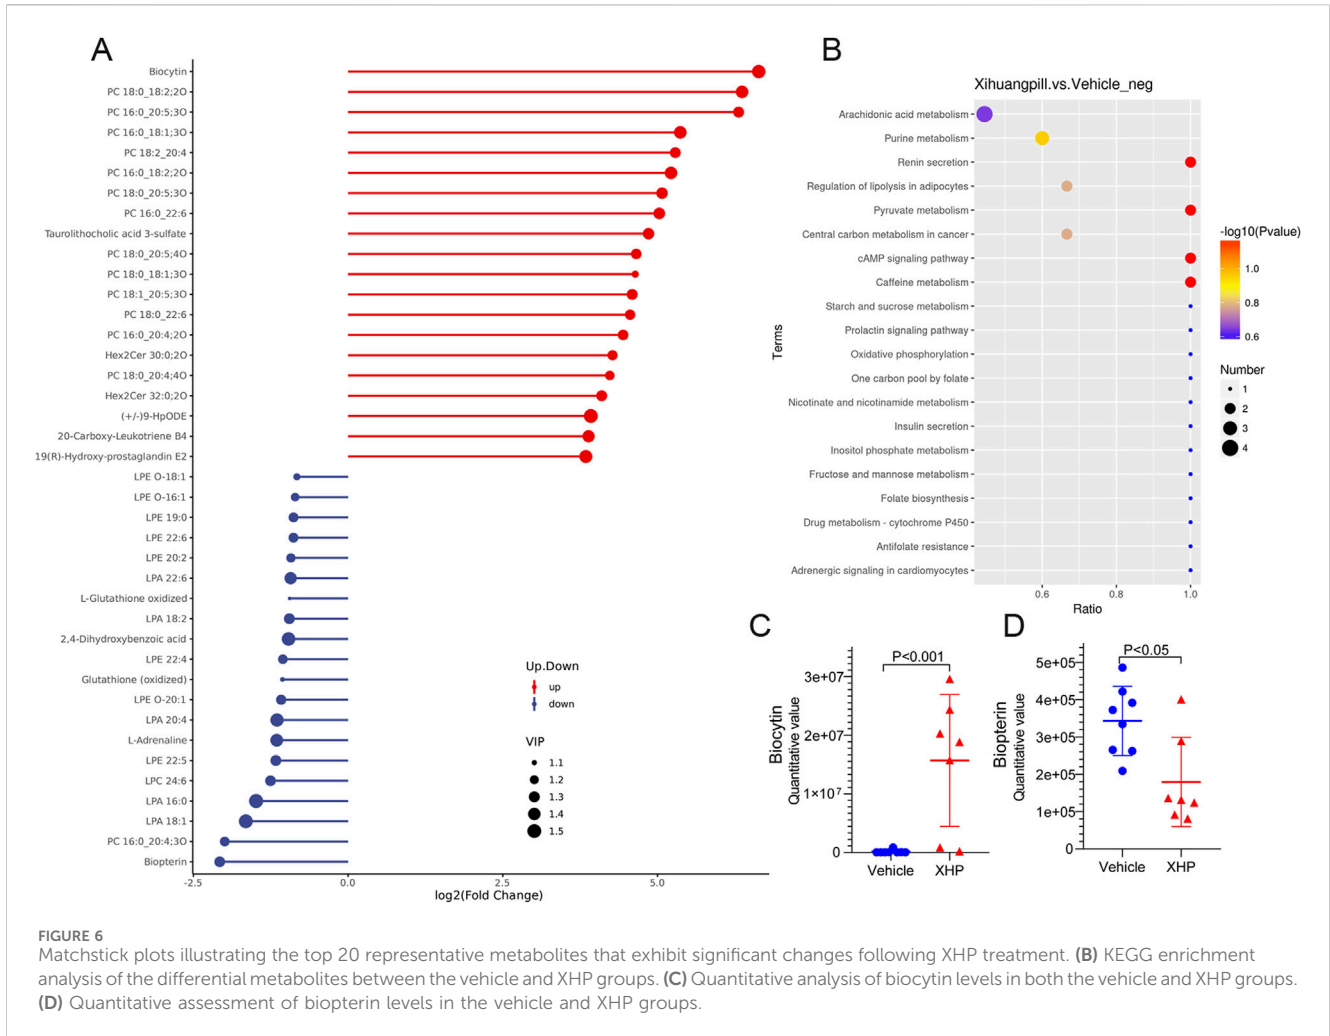 A
Biocytin
PC 18:0_18:2;2O
PC 16:0_20:5;3O
PC 16:0_18:1;3O
PC 18:2_20:4
PC 16:0_18:2;2O
PC 18:0_20:5;3O
PC 16:0_22:6
Taurolithocholic acid 3-sulfate
PC 18:0_20:5;4O
PC 18:0_18:1;3O
PC 18:1_20:5;3O
PC 18:0_22:6
PC 16:0_20:4;2O
Hex2Cer 30:0;2O
PC 18:0_20:4;4O
Hex2Cer 32:0;2O
(+/-)9-HpODE
20-Carboxy-Leukotriene B4
19(R)-Hydroxy-prostaglandin E2
LPE O-18:1
LPE O-16:1
LPE 19:0
LPE 22:6
LPE 20:2
LPA 22:6
L-Glutathione oxidized
LPA 18:2
2,4-Dihydroxybenzoic acid
LPE 22:4
Glutathione (oxidized)
LPE O-20:1
LPA 20:4
L-Adrenaline
LPE 22:5
LPC 24:6
LPA 16:0
LPA 18:1
PC 16:0_20:4;3O
Biopterin
-2.5 0.0 2.5 5.0
log2(Fold Change)
Up.Down
up
down
VIP
1.1
1.2
1.3
1.4
1.5
B
Xihuangpill.vs.Vehicle_neg
Terms
Arachidonic acid metabolism
Purine metabolism
Renin secretion
Regulation of lipolysis in adipocytes
Pyruvate metabolism
Central carbon metabolism in cancer
cAMP signaling pathway
Caffeine metabolism
Starch and sucrose metabolism
Prolactin signaling pathway
Oxidative phosphorylation
One carbon pool by folate
Nicotinate and nicotinamide metabolism
Insulin secretion
Inositol phosphate metabolism
Fructose and mannose metabolism
Folate biosynthesis
Drug metabolism - cytochrome P450
Antifolate resistance
Adrenergic signaling in cardiomyocytes
0.6 0.8 1.0
Ratio
-log10(Pvalue)
1.0
0.8
0.6
Number
1
2
3
4
C
P<0.001
Biocytin
Quantitative value
3e+07
2e+07
1×10⁷
0
Vehicle XHP
D
P<0.05
Biopterin
Quantitative value
5e+05
4e+05
3e+05
2e+05
1e+05
0
Vehicle XHP
FIGURE 6
Matchstick plots illustrating the top 20 representative metabolites that exhibit significant changes following XHP treatment. (B) KEGG enrichment
analysis of the differential metabolites between the vehicle and XHP groups. (C) Quantitative analysis of biocytin levels in both the vehicle and XHP groups.
(D) Quantitative assessment of biopterin levels in the vehicle and XHP groups.